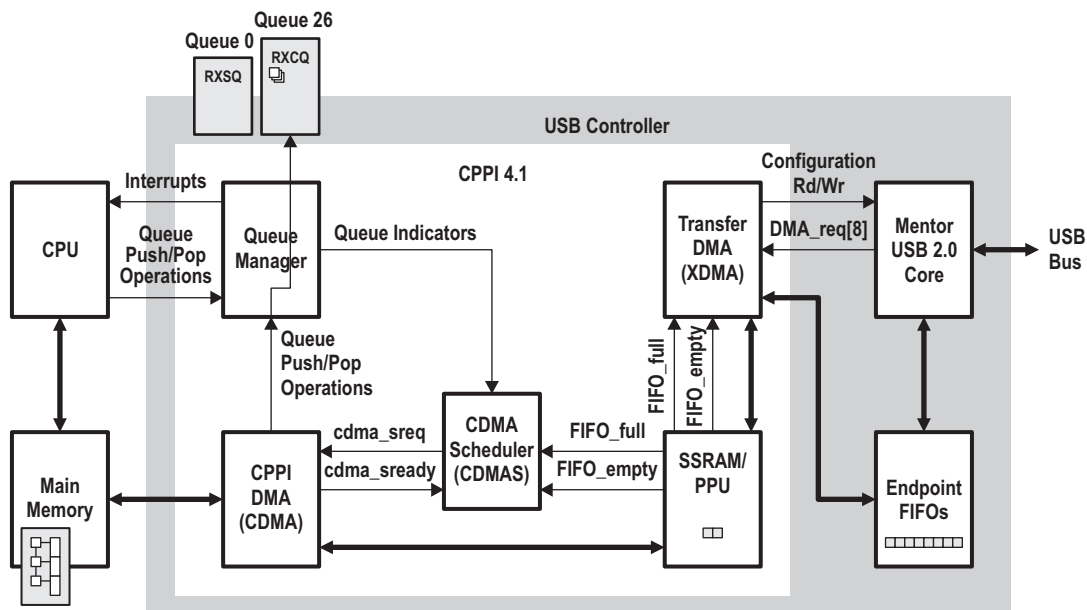 Queue 26
Queue 0
RXSQ
RXCQ
USB Controller
CPPI 4.1
Interrupts
Queue
Push/Pop
Operations
CPU
Queue
Manager
Queue Indicators
Transfer
DMA
(XDMA)
Configuration
Rd/Wr
DMA_req[8]
Mentor
USB 2.0
Core
USB
Bus
Queue
Push/Pop
Operations
FIFO_full
FIFO_empty
Main
Memory
CPPI
DMA
(CDMA)
cdma_sreq
cdma_sready
CDMA
Scheduler
(CDMAS)
FIFO_full
FIFO_empty
SSRAM/
PPU
Endpoint
FIFOs